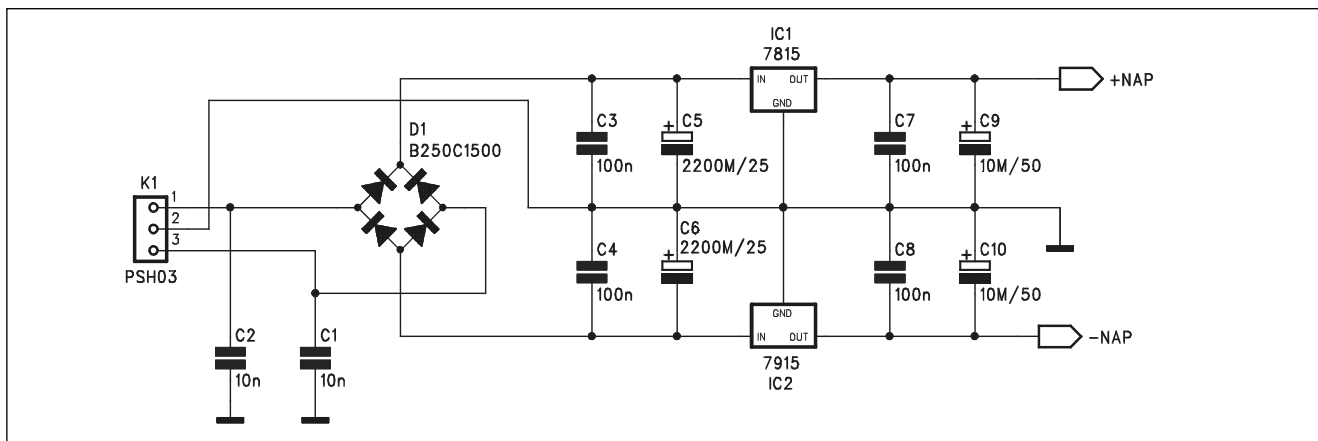 IC1
7815
IN OUT
GND
+NAP
D1
B250C1500
C3
100n
C5
+
2200M/25
C7
100n
C9
+
10M/50
K1
1
2
3
PSH03
C4
100n
C6
2200M/25
+
C8
100n
C10
+
10M/50
C2
10n
C1
10n
GND
IN OUT
7915
IC2
-NAP